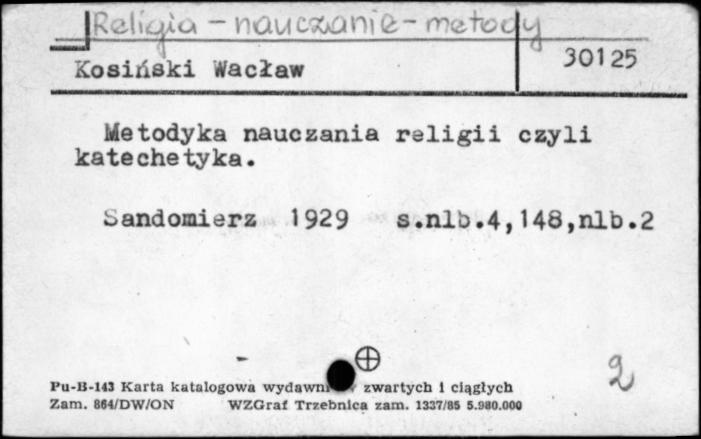 Religia - nauczanie - metody
30125
Kosiński Wacław
Metodyka nauczania religii czyli
katechetyka.
Sandomierz 1929 s.nlb.4,148,nlb.2
2
Pu-B-143 Karta katalogowa zwartych i ciągłych
Zam. 864/DW/ON WZGraf Trzebnica zam. 1337/85 5.980.000